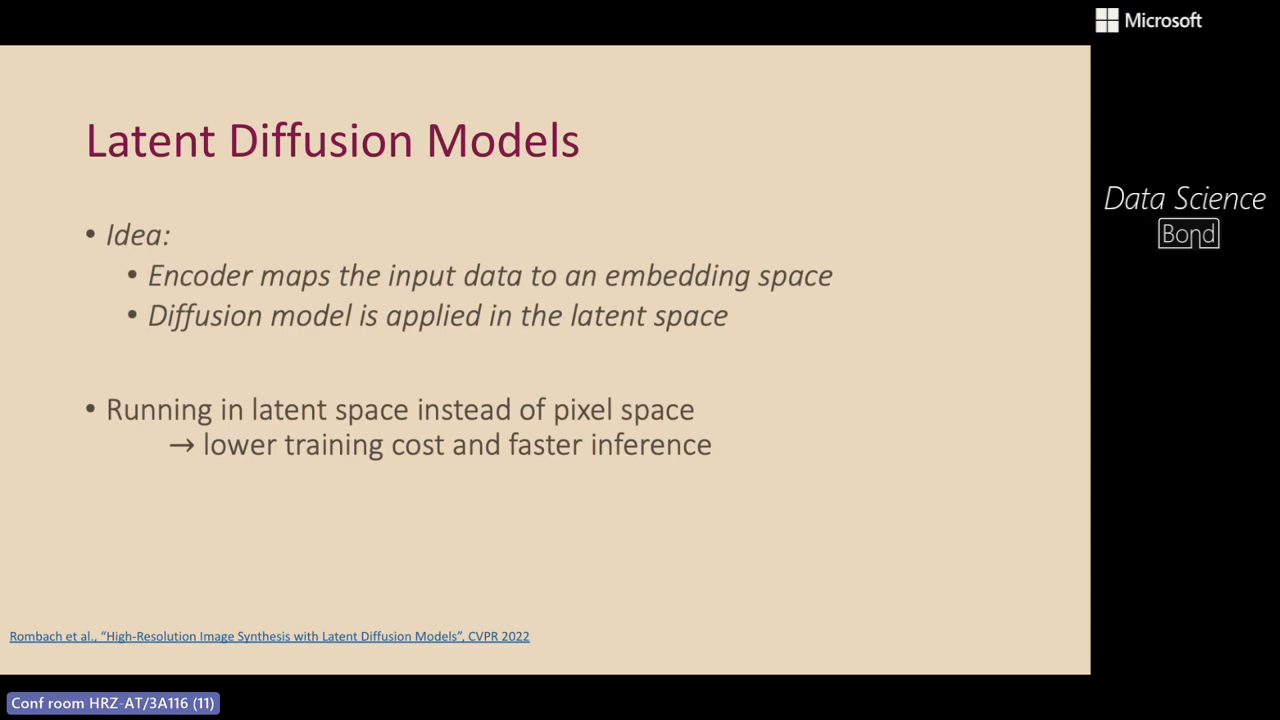 Microsoft
Latent Diffusion Models
Data Science
Bond
• Idea:
• Encoder maps the input data to an embedding space
• Diffusion model is applied in the latent space
• Running in latent space instead of pixel space
→ lower training cost and faster inference
Rombach et al., “High-Resolution Image Synthesis with Latent Diffusion Models”, CVPR 2022
Conf room HRZ-AT/3A116 (11)